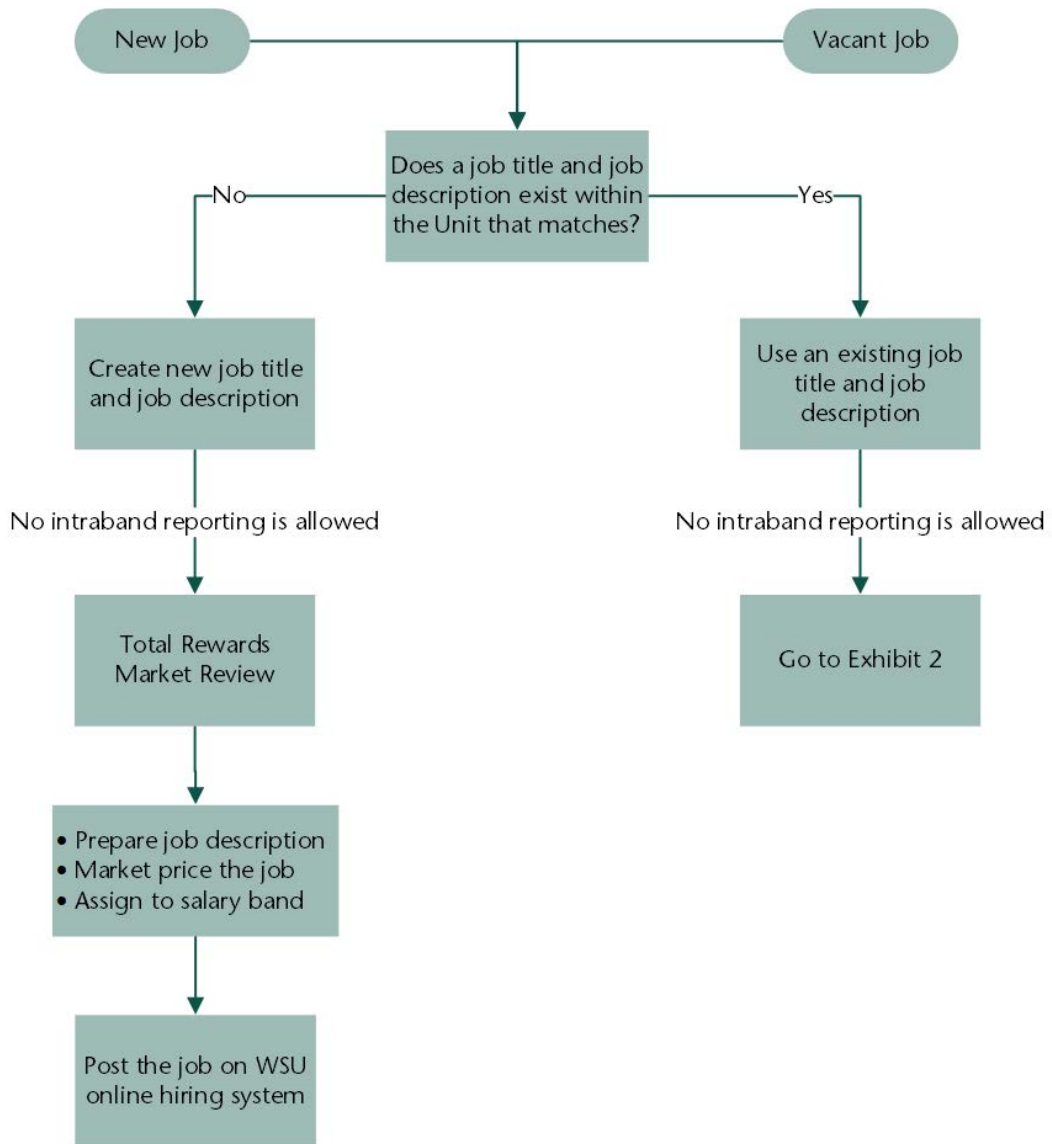 New Job
Vacant Job
Does a job title and job
description exist within
the Unit that matches?
No
Yes
Create new job title
and job description
Use an existing job
title and job
description
No intraband reporting is allowed
No intraband reporting is allowed
Total Rewards
Market Review
Go to Exhibit 2
• Prepare job description
• Market price the job
• Assign to salary band
Post the job on WSU
online hiring system